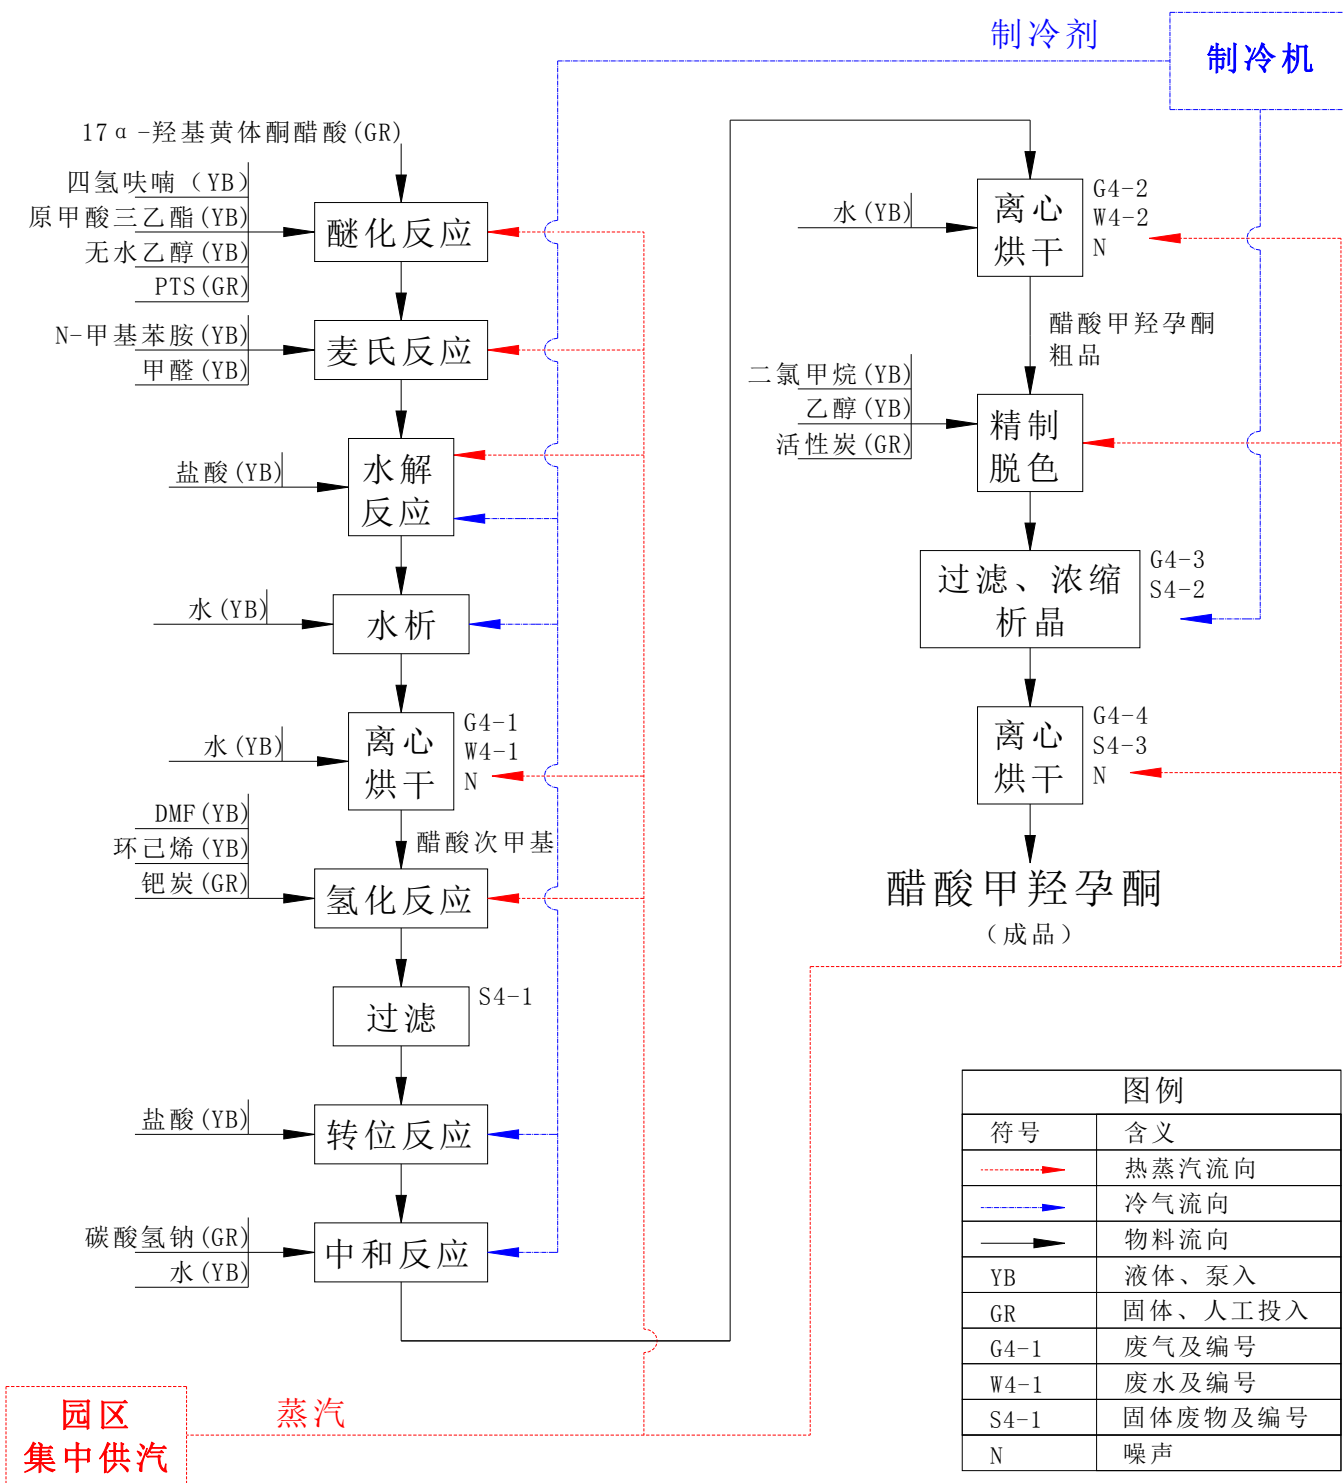 制冷剂
制冷机
17α-羟基黄体酮醋酸(GR)
四氢呋喃（YB)
原甲酸三乙酯(YB)
无水乙醇(YB)
PTS(GR)
醚化反应
N-甲基苯胺(YB)
甲醛(YB)
麦氏反应
盐酸(YB)
水解
反应
水(YB)
水析
水(YB)
离心
烘干
G4-1
W4-1
N
DMF(YB)
环己烯(YB)
钯炭(GR)
醋酸次甲基
氢化反应
过滤
S4-1
盐酸(YB)
转位反应
碳酸氢钠(GR)
水(YB)
中和反应
水(YB)
离心
烘干
G4-2
W4-2
N
醋酸甲羟孕酮
粗品
二氯甲烷(YB)
乙醇(YB)
活性炭(GR)
精制
脱色
过滤、浓缩
析晶
G4-3
S4-2
离心
烘干
G4-4
S4-3
N
醋酸甲羟孕酮
（成品）
园区
集中供汽
蒸汽
图例
符号 含义
热蒸汽流向
冷气流向
物料流向
YB 液体、泵入
GR 固体、人工投入
G4-1 废气及编号
W4-1 废水及编号
S4-1 固体废物及编号
N 噪声